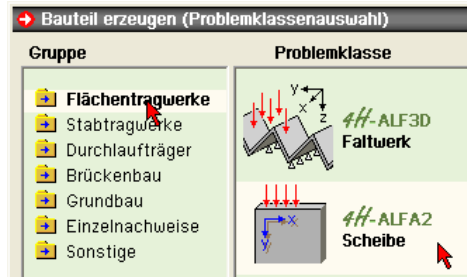 Bauteil erzeugen (Problemklassenauswahl)
Gruppe
Problemklasse
Flächentragwerke
Stabtragwerke
Durchlaufträger
Brückenbau
Grundbau
Einzelnachweise
Sonstige
y
x
z
4H-ALF3D
Faltwerk
x
y
4H-ALFA2
Scheibe